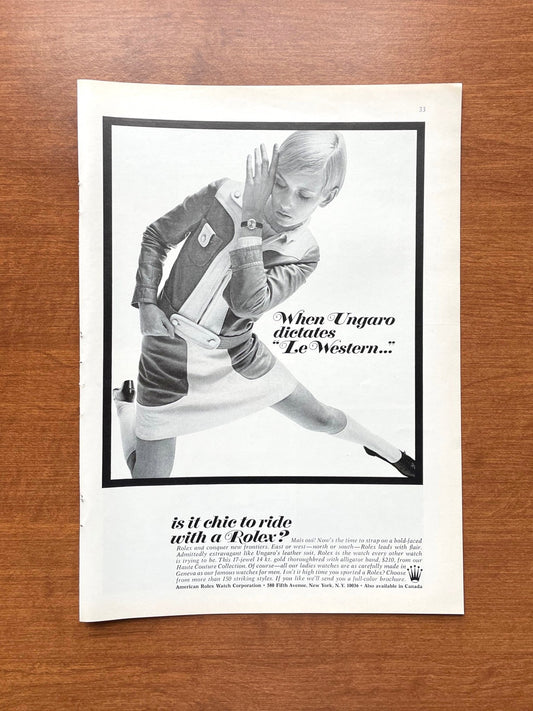 33
When Ungaro
dictates
"Le Western..."
is it chic to ride
with a Rolex? Mais oui! Now's the time to strap on a bold-faced
Rolex and conquer new frontiers. East or west—north or south—Rolex leads with flair.
Admittedly extravagant like Ungaro's leather suit, Rolex is the watch every other watch
is trying to be. This 17-jewel 14 kt. gold thoroughbred with alligator band, $210, from our
Haute Couture Collection. Of course—all our ladies watches are as carefully made in
Geneva as our famous watches for men. Isn't it high time you sported a Rolex? Choose
from more than 150 striking styles. If you like we'll send you a full-color brochure.
American Rolex Watch Corporation • 580 Fifth Avenue, New York, N.Y. 10036 • Also available in Canada